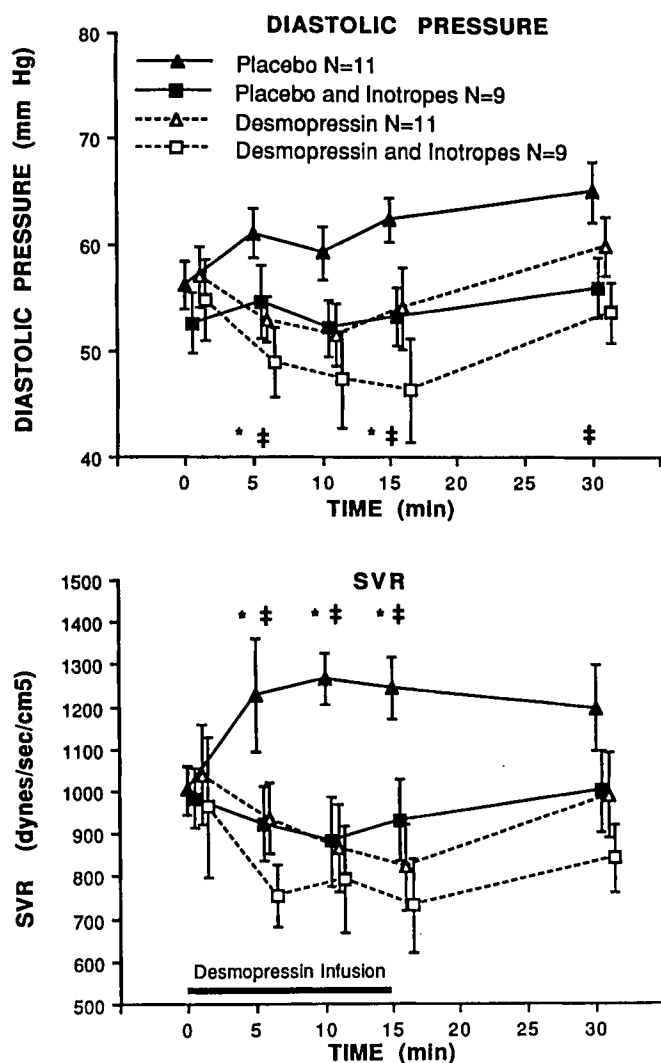 DIASTOLIC PRESSURE
Placebo N=11
Placebo and Inotropes N=9
Desmopressin N=11
Desmopressin and Inotropes N=9
DIASTOLIC PRESSURE (mm Hg)
80
70
60
50
40
* ‡
* ‡
‡
0 5 10 15 20 25 30
TIME (min)
SVR
* ‡
* ‡
* ‡
SVR (dynes/sec/cm5)
1500
1400
1300
1200
1100
1000
900
800
700
600
500
Desmopressin Infusion
0 5 10 15 20 25 30
TIME (min)